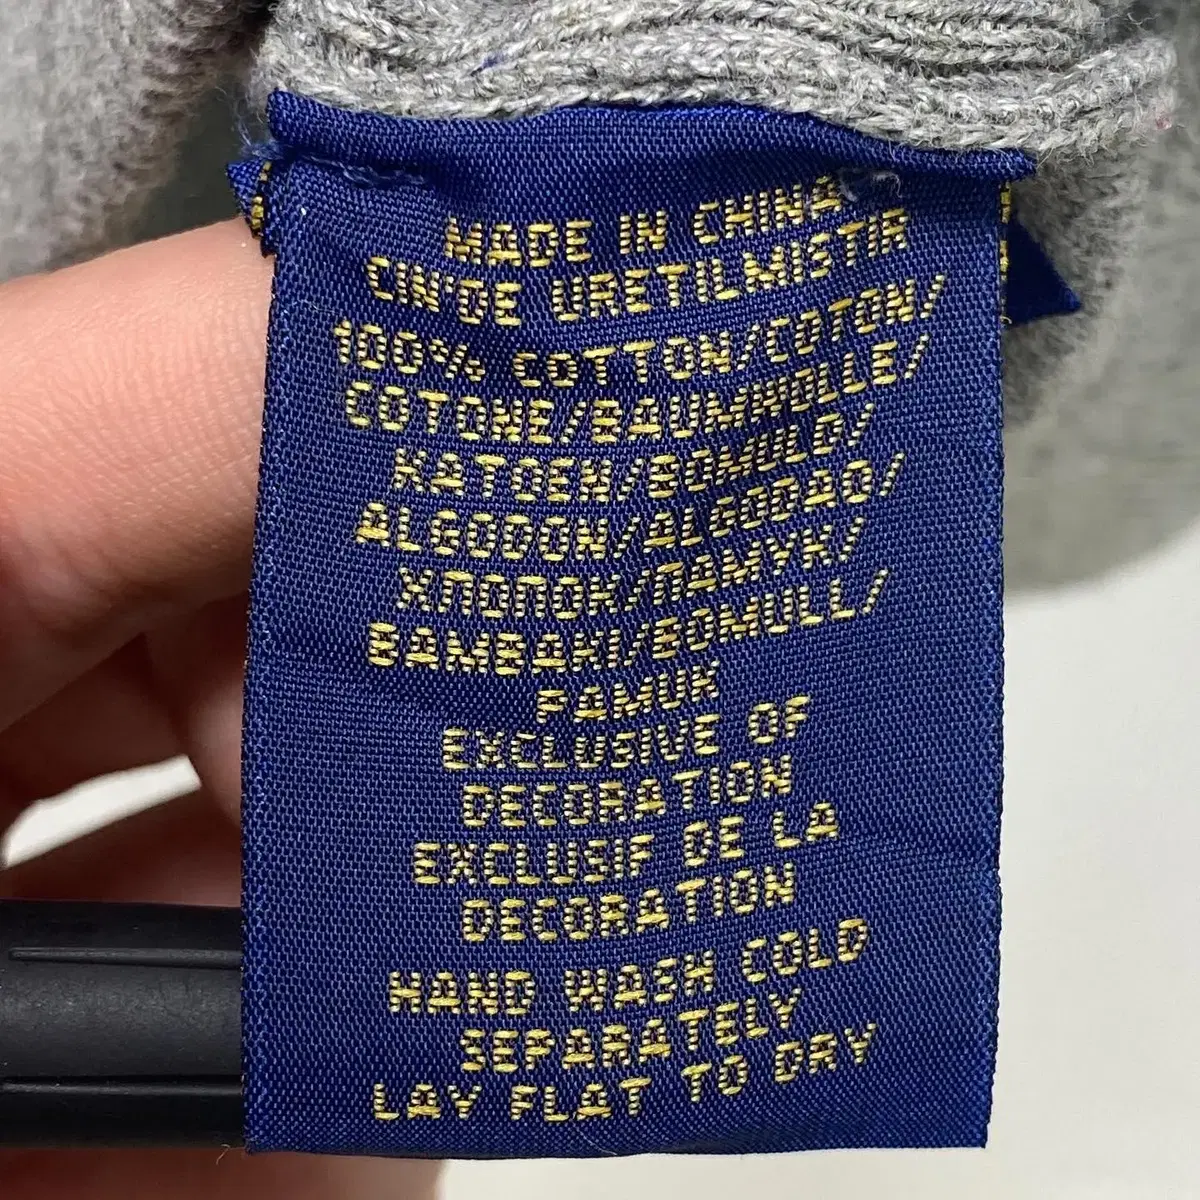 MADE IN CHINA
CIN'DE URETILMISTIR
100% COTTON/COTON/
COTONE/BAUMWOLLE/
KATOEN/BOMULD/
ALGODON/ALGODAO/
ХЛОПОК/ПАМУК/
BAMBAKI/BOMULL/
PAMUK
EXCLUSIVE OF
DECORATION
EXCLUSIF DE LA
DECORATION
HAND WASH COLD
SEPARATELY
LAY FLAT TO DRY